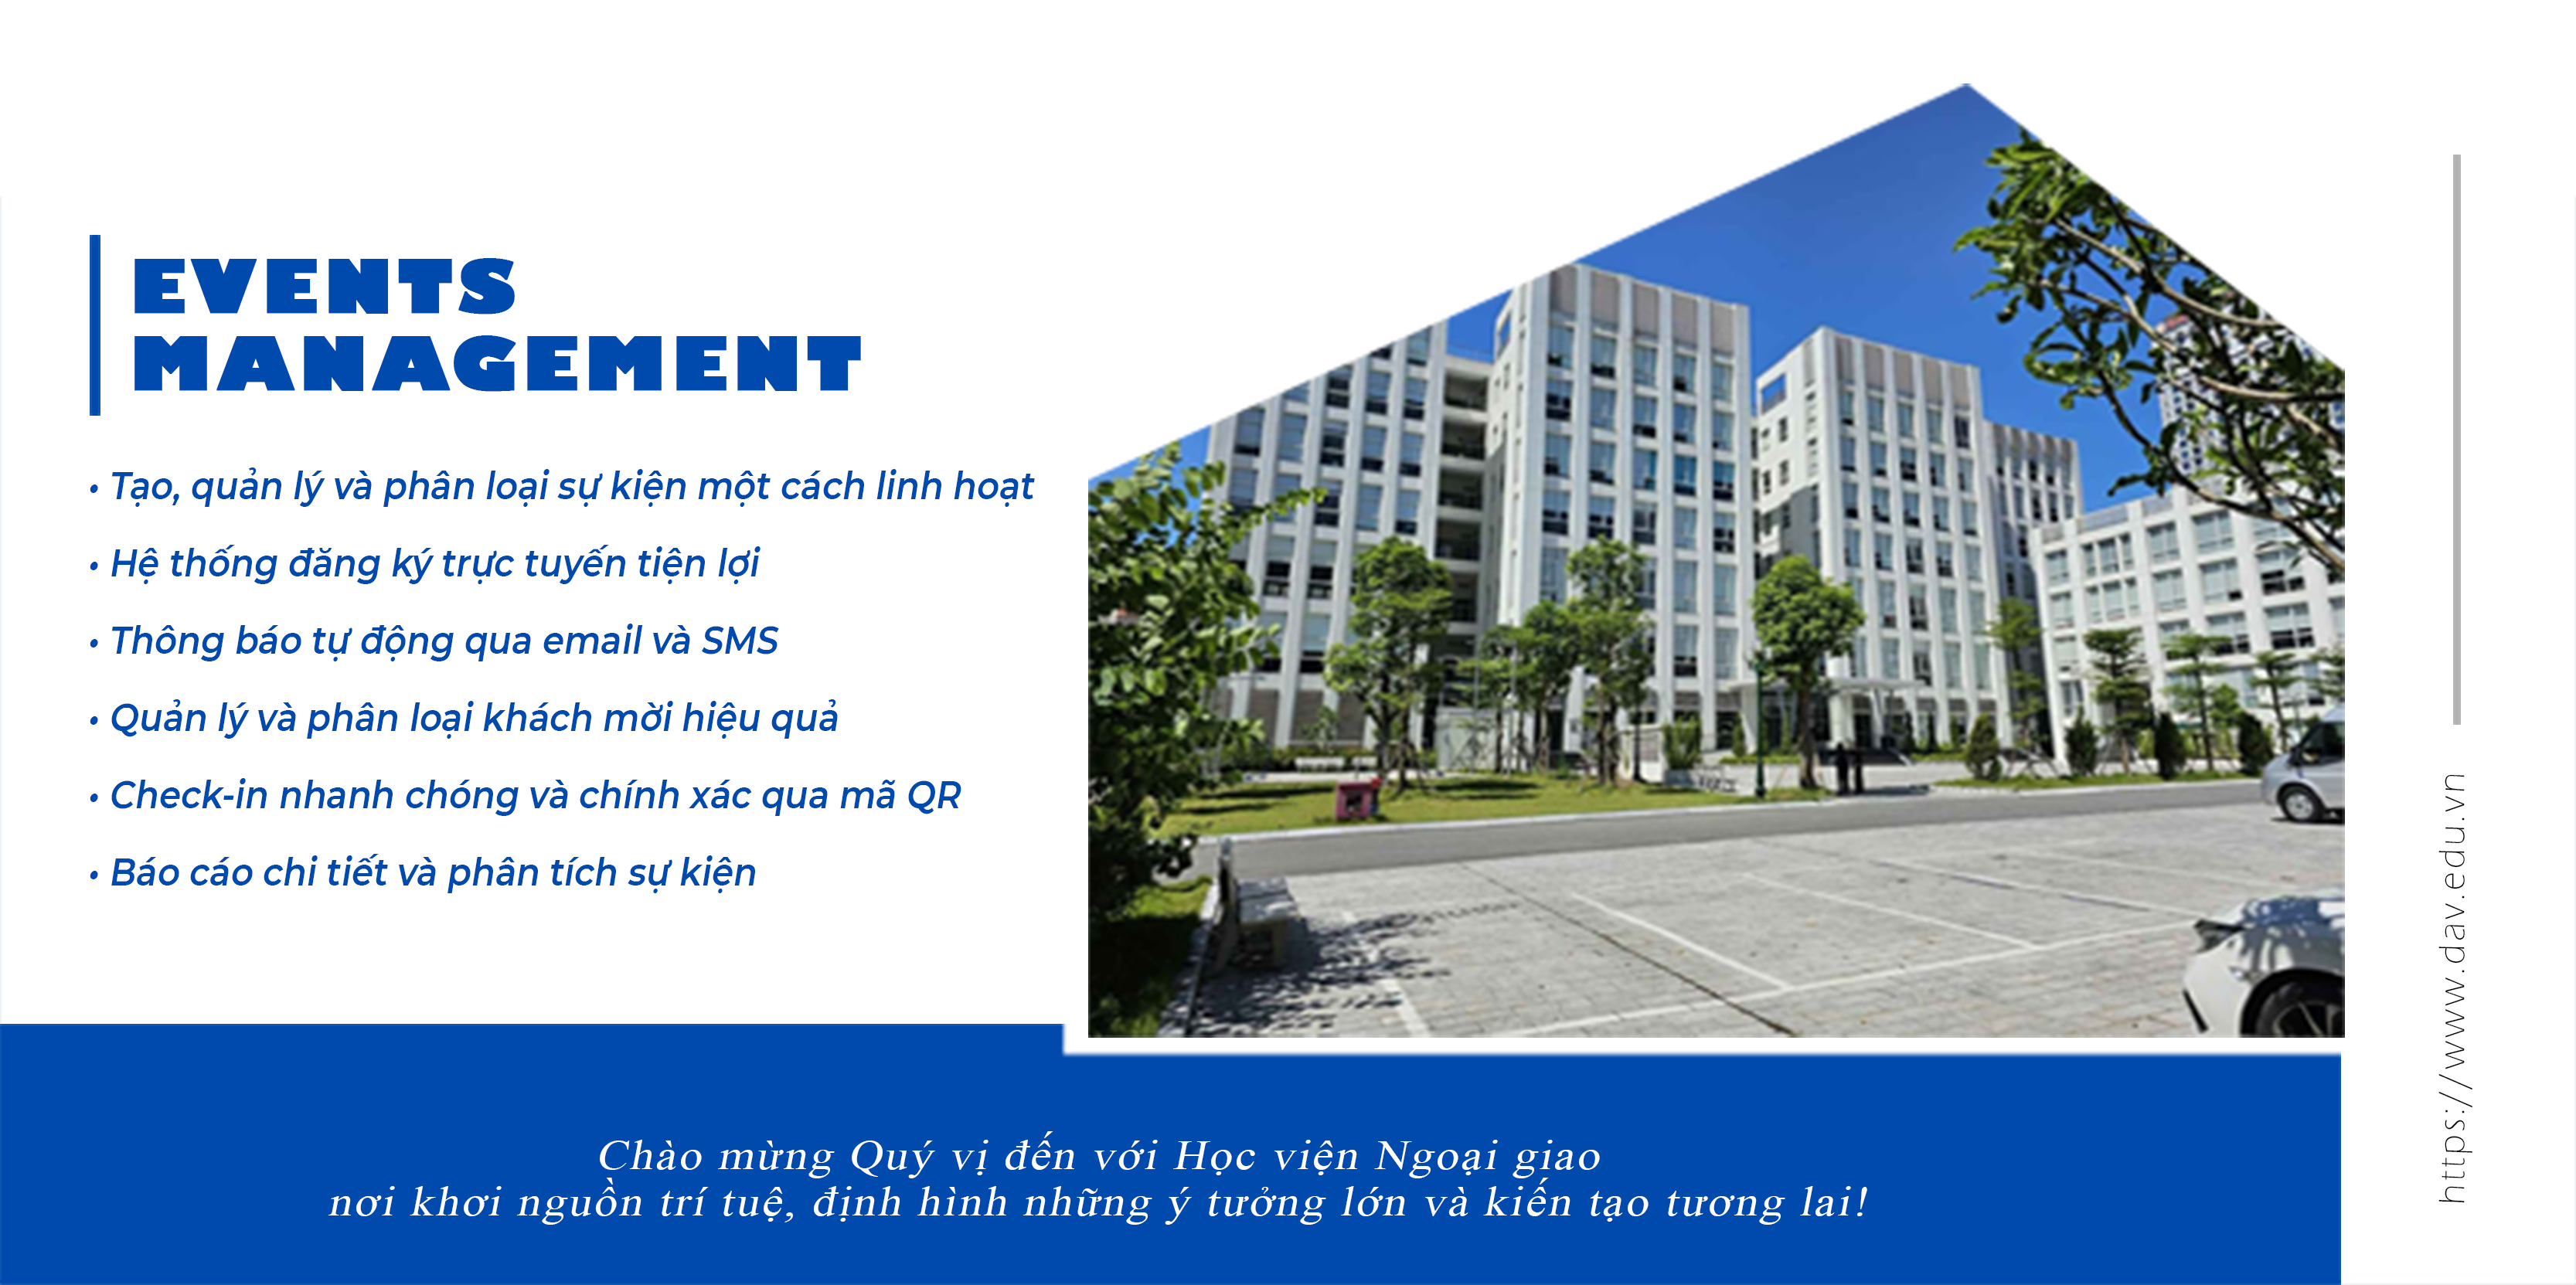 EVENTS
MANAGEMENT
• Tạo, quản lý và phân loại sự kiện một cách linh hoạt
• Hệ thống đăng ký trực tuyến tiện lợi
• Thông báo tự động qua email và SMS
• Quản lý và phân loại khách mời hiệu quả
• Check-in nhanh chóng và chính xác qua mã QR
• Báo cáo chi tiết và phân tích sự kiện
Chào mừng Quý vị đến với Học viện Ngoại giao
nơi khơi nguồn trí tuệ, định hình những ý tưởng lớn và kiến tạo tương lai!
https://www.dav.edu.vn